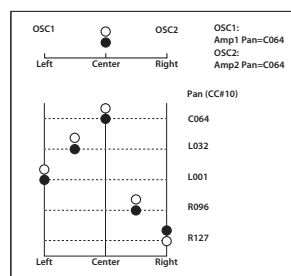 OSC1
OSC2
OSC1:
Amp1 Pan=C064
OSC2:
Amp2 Pan=C064
Left
Center
Right
Pan (CC#10)
C064
L032
L001
R096
R127
Left
Center
Right